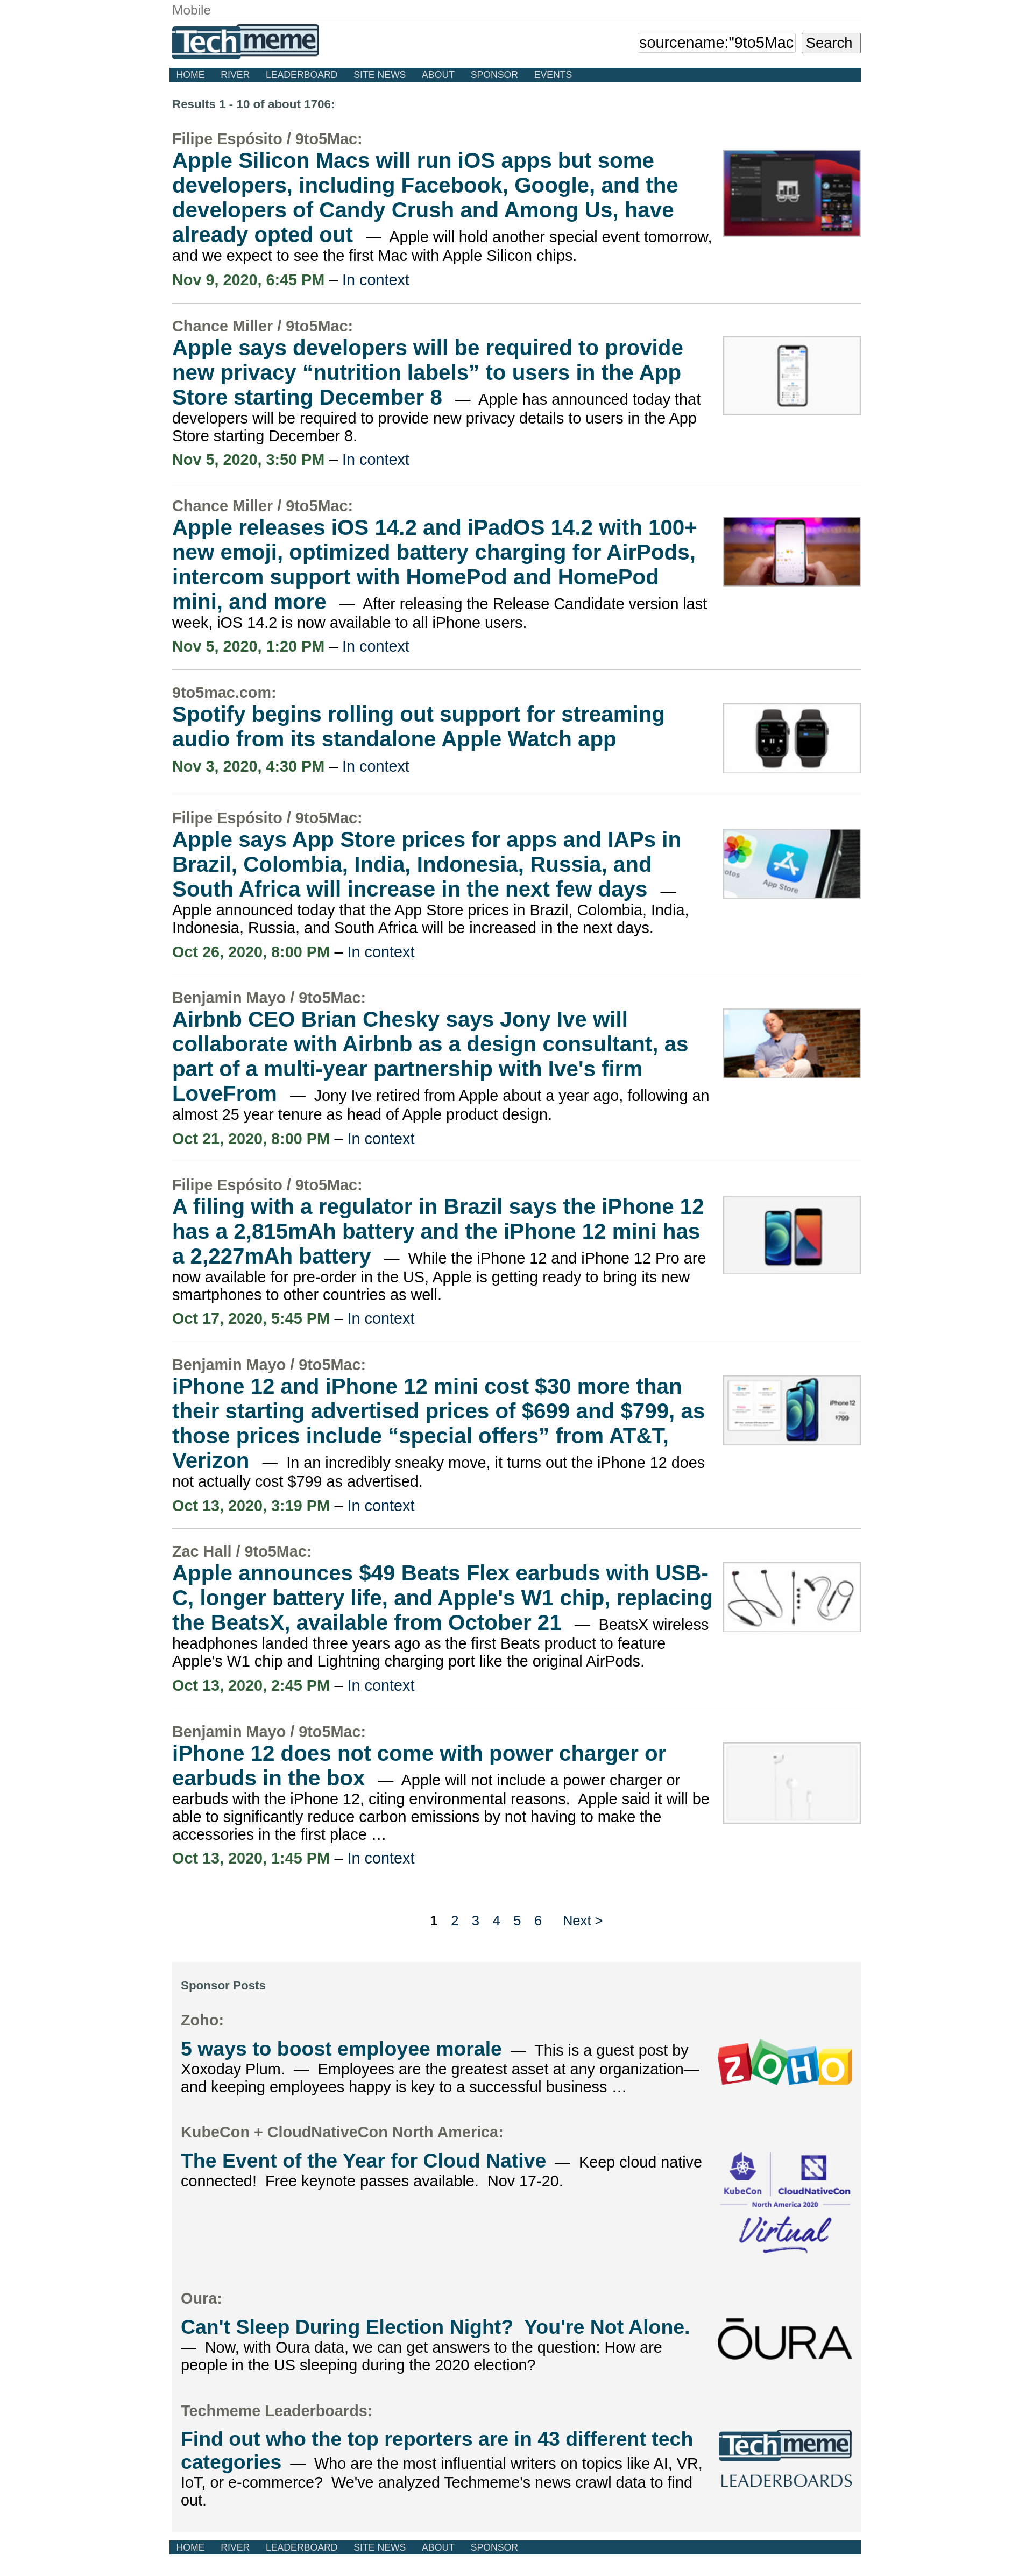 Mobile
Techmeme
sourcename:"9to5Mac
Search
HOME RIVER LEADERBOARD SITE NEWS ABOUT SPONSOR EVENTS
Results 1 - 10 of about 1706:
Filipe Espósito / 9to5Mac:
Apple Silicon Macs will run iOS apps but some
developers, including Facebook, Google, and the
developers of Candy Crush and Among Us, have
already opted out — Apple will hold another special event tomorrow,
and we expect to see the first Mac with Apple Silicon chips.
Nov 9, 2020, 6:45 PM – In context
Chance Miller / 9to5Mac:
Apple says developers will be required to provide
new privacy “nutrition labels” to users in the App
Store starting December 8 — Apple has announced today that
developers will be required to provide new privacy details to users in the App
Store starting December 8.
Nov 5, 2020, 3:50 PM – In context
Chance Miller / 9to5Mac:
Apple releases iOS 14.2 and iPadOS 14.2 with 100+
new emoji, optimized battery charging for AirPods,
intercom support with HomePod and HomePod
mini, and more — After releasing the Release Candidate version last
week, iOS 14.2 is now available to all iPhone users.
Nov 5, 2020, 1:20 PM – In context
9to5mac.com:
Spotify begins rolling out support for streaming
audio from its standalone Apple Watch app
Nov 3, 2020, 4:30 PM – In context
Filipe Espósito / 9to5Mac:
Apple says App Store prices for apps and IAPs in
Brazil, Colombia, India, Indonesia, Russia, and
South Africa will increase in the next few days —
Apple announced today that the App Store prices in Brazil, Colombia, India,
Indonesia, Russia, and South Africa will be increased in the next days.
Oct 26, 2020, 8:00 PM – In context
otos
App Store
Benjamin Mayo / 9to5Mac:
Airbnb CEO Brian Chesky says Jony Ive will
collaborate with Airbnb as a design consultant, as
part of a multi-year partnership with Ive's firm
LoveFrom — Jony Ive retired from Apple about a year ago, following an
almost 25 year tenure as head of Apple product design.
Oct 21, 2020, 8:00 PM – In context
Filipe Espósito / 9to5Mac:
A filing with a regulator in Brazil says the iPhone 12
has a 2,815mAh battery and the iPhone 12 mini has
a 2,227mAh battery — While the iPhone 12 and iPhone 12 Pro are
now available for pre-order in the US, Apple is getting ready to bring its new
smartphones to other countries as well.
Oct 17, 2020, 5:45 PM – In context
Benjamin Mayo / 9to5Mac:
iPhone 12 and iPhone 12 mini cost $30 more than
their starting advertised prices of $699 and $799, as
those prices include “special offers” from AT&T,
Verizon — In an incredibly sneaky move, it turns out the iPhone 12 does
not actually cost $799 as advertised.
Oct 13, 2020, 3:19 PM – In context
iPhone 12
$799
Zac Hall / 9to5Mac:
Apple announces $49 Beats Flex earbuds with USB-
C, longer battery life, and Apple's W1 chip, replacing
the BeatsX, available from October 21 — BeatsX wireless
headphones landed three years ago as the first Beats product to feature
Apple's W1 chip and Lightning charging port like the original AirPods.
Oct 13, 2020, 2:45 PM – In context
Benjamin Mayo / 9to5Mac:
iPhone 12 does not come with power charger or
earbuds in the box — Apple will not include a power charger or
earbuds with the iPhone 12, citing environmental reasons. Apple said it will be
able to significantly reduce carbon emissions by not having to make the
accessories in the first place …
Oct 13, 2020, 1:45 PM – In context
1 2 3 4 5 6 Next >
Sponsor Posts
Zoho:
5 ways to boost employee morale — This is a guest post by
Xoxoday Plum. — Employees are the greatest asset at any organization—
and keeping employees happy is key to a successful business …
ZOHO
KubeCon + CloudNativeCon North America:
The Event of the Year for Cloud Native — Keep cloud native
connected! Free keynote passes available. Nov 17-20.
KubeCon CloudNativeCon
North America 2020
Virtual
Oura:
Can't Sleep During Election Night? You're Not Alone.
— Now, with Oura data, we can get answers to the question: How are
people in the US sleeping during the 2020 election?
ŌURA
Techmeme Leaderboards:
Find out who the top reporters are in 43 different tech
categories — Who are the most influential writers on topics like AI, VR,
IoT, or e-commerce? We've analyzed Techmeme's news crawl data to find
out.
Techmeme
LEADERBOARDS
HOME RIVER LEADERBOARD SITE NEWS ABOUT SPONSOR